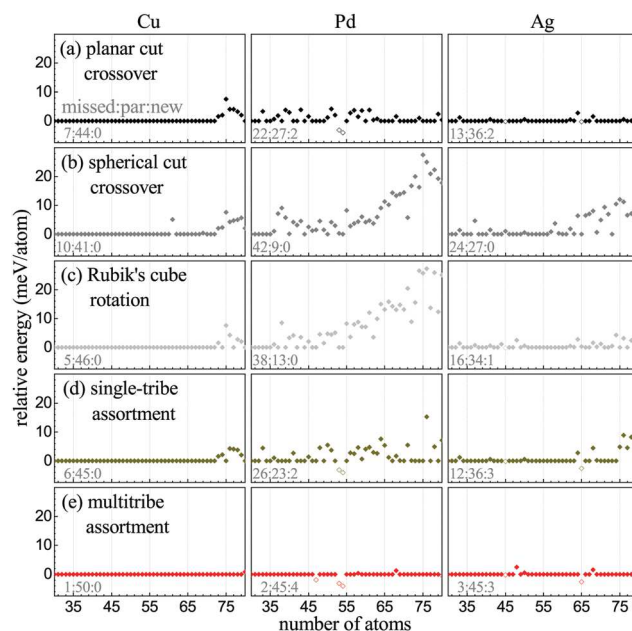 Cu Pd Ag
(a) planar cut
crossover
missed:par:new
30
20
10
0
7:44:0 22:27:2 13:36:2
(b) spherical cut
crossover
20
10
0
10:41:0 42:9:0 24:27:0
(c) Rubik's cube
rotation
20
10
0
5:46:0 38:13:0 16:34:1
(d) single-tribe
assortment
20
10
0
6:45:0 26:23:2 12:36:3
(e) multitribe
assortment
20
10
0
1:50:0 2:45:4 3:45:3
35 45 55 65 75 35 45 55 65 75 35 45 55 65 75
number of atoms
relative energy (meV/atom)